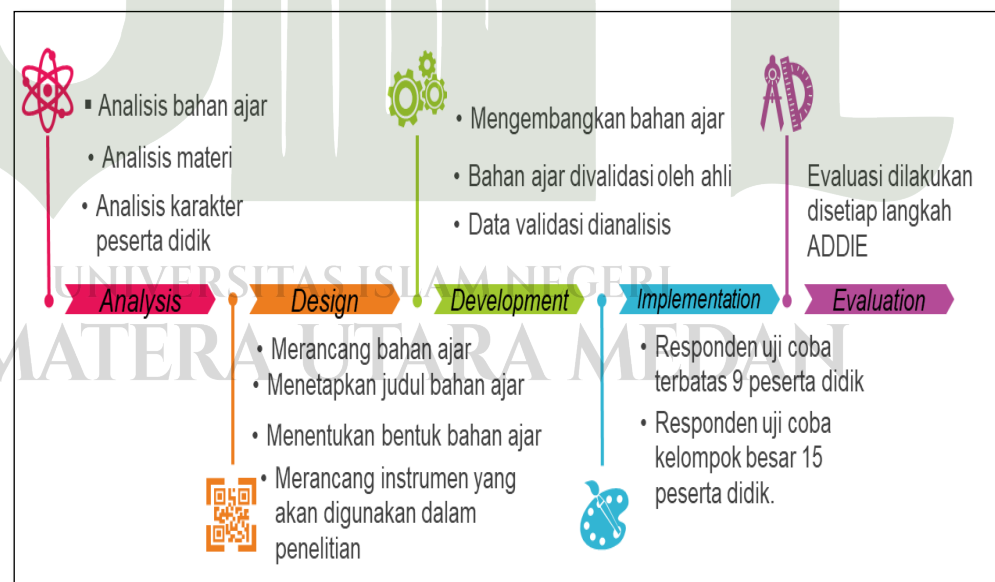 ▪ Analisis bahan ajar
• Analisis materi
• Analisis karakter
peserta didik
• Mengembangkan bahan ajar
• Bahan ajar divalidasi oleh ahli
• Data validasi dianalisis
Evaluasi dilakukan
disetiap langkah
ADDIE
UNIVERSITAS ISLAM NEGERI
Analysis
Design
Development
Implementation
Evaluation
MATERA UTARA MEDAN
• Merancang bahan ajar
• Menetapkan judul bahan ajar
• Menentukan bentuk bahan ajar
• Merancang instrumen yang
akan digunakan dalam
penelitian
• Responden uji coba
terbatas 9 peserta didik
• Responden uji coba
kelompok besar 15
peserta didik.